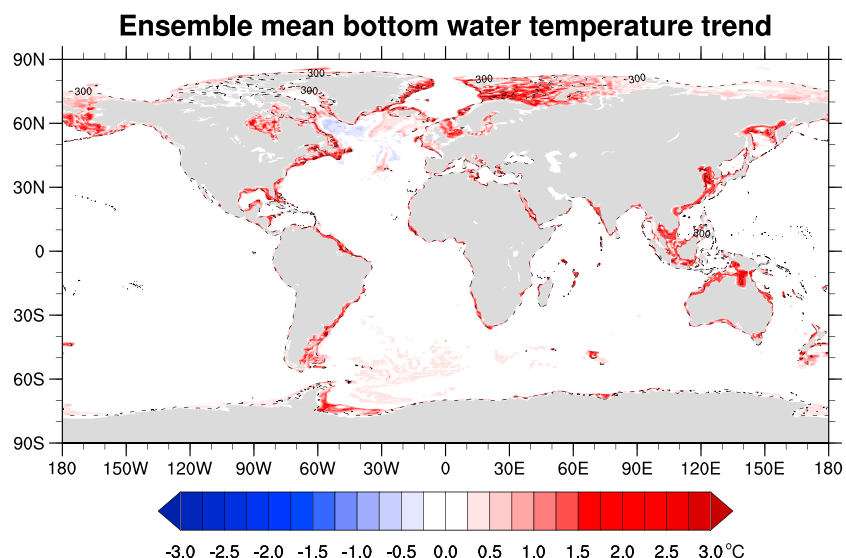 Ensemble mean bottom water temperature trend
90N
300
300
300
300
300
60N
30N
0
300
30S
60S
90S
180 150W 120W 90W 60W 30W 0 30E 60E 90E 120E 150E 180
-3.0 -2.5 -2.0 -1.5 -1.0 -0.5 0.0 0.5 1.0 1.5 2.0 2.5 3.0 °C